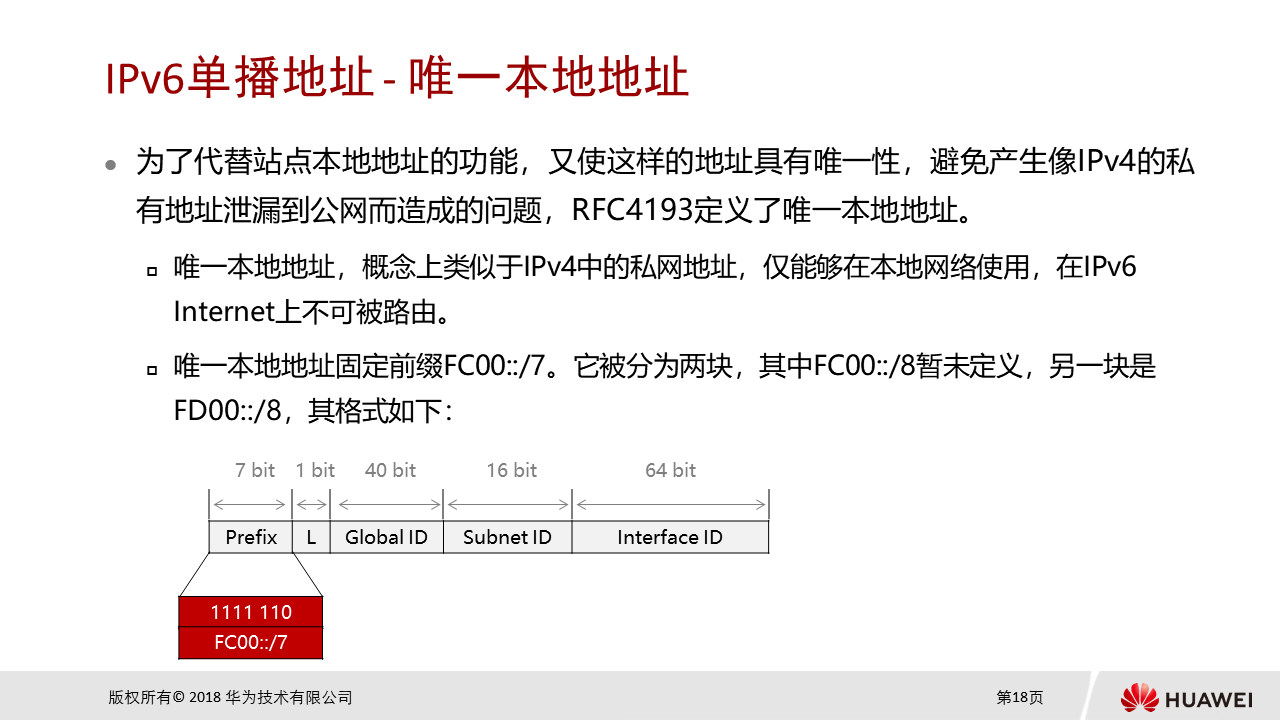 IPv6单播地址 - 唯一本地地址
为了代替站点本地地址的功能，又使这样的地址具有唯一性，避免产生像IPv4的私
有地址泄漏到公网而造成的问题，RFC4193定义了唯一本地地址。
唯一本地地址，概念上类似于IPv4中的私网地址，仅能够在本地网络使用，在IPv6
Internet上不可被路由。
唯一本地地址固定前缀FC00::/7。它被分为两块，其中FC00::/8暂未定义，另一块是
FD00::/8，其格式如下：
7 bit 1 bit 40 bit 16 bit 64 bit
Prefix L Global ID Subnet ID Interface ID
1111 110
FC00::/7
版权所有© 2018 华为技术有限公司 第18页 HUAWEI